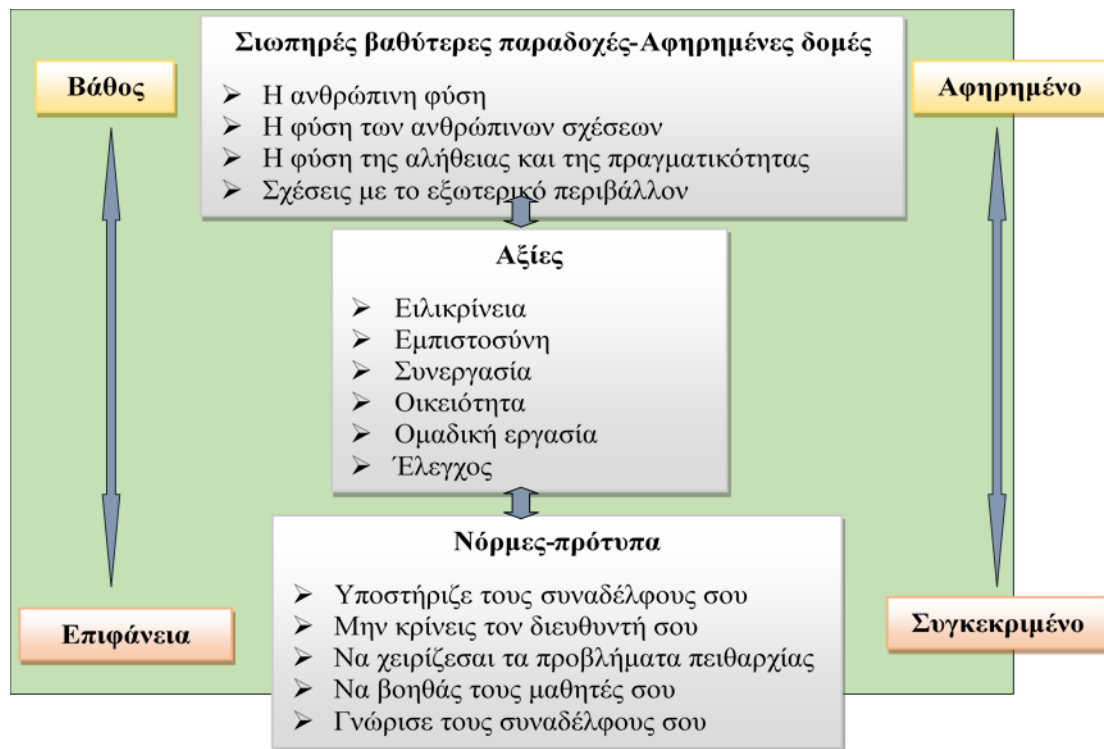 Σιωπηρές βαθύτερες παραδοχές-Αφηρημένες δομές
Βάθος
Αφηρημένο
➢ Η ανθρώπινη φύση
➢ Η φύση των ανθρώπινων σχέσεων
➢ Η φύση της αλήθειας και της πραγματικότητας
➢ Σχέσεις με το εξωτερικό περιβάλλον
Αξίες
➢ Ειλικρίνεια
➢ Εμπιστοσύνη
➢ Συνεργασία
➢ Οικειότητα
➢ Ομαδική εργασία
➢ Έλεγχος
Νόρμες-πρότυπα
Επιφάνεια
Συγκεκριμένο
➢ Υποστήριζε τους συναδέλφους σου
➢ Μην κρίνεις τον διευθυντή σου
➢ Να χειρίζεσαι τα προβλήματα πειθαρχίας
➢ Να βοηθάς τους μαθητές σου
➢ Γνώρισε τους συναδέλφους σου